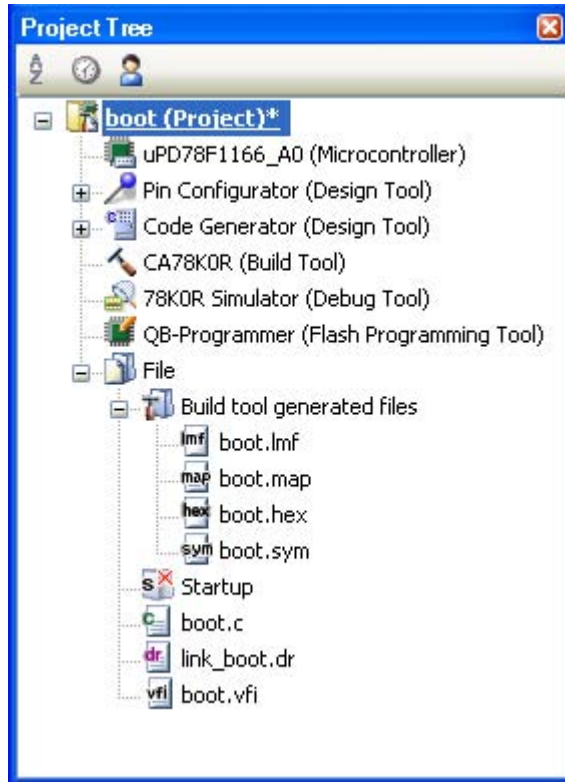 Project Tree
boot (Project)*
uPD78F1166_A0 (Microcontroller)
Pin Configurator (Design Tool)
Code Generator (Design Tool)
CA78K0R (Build Tool)
78K0R Simulator (Debug Tool)
QB-Programmer (Flash Programming Tool)
File
Build tool generated files
lmf boot.lmf
map boot.map
hex boot.hex
sym boot.sym
S Startup
C boot.c
dr link_boot.dr
vfi boot.vfi